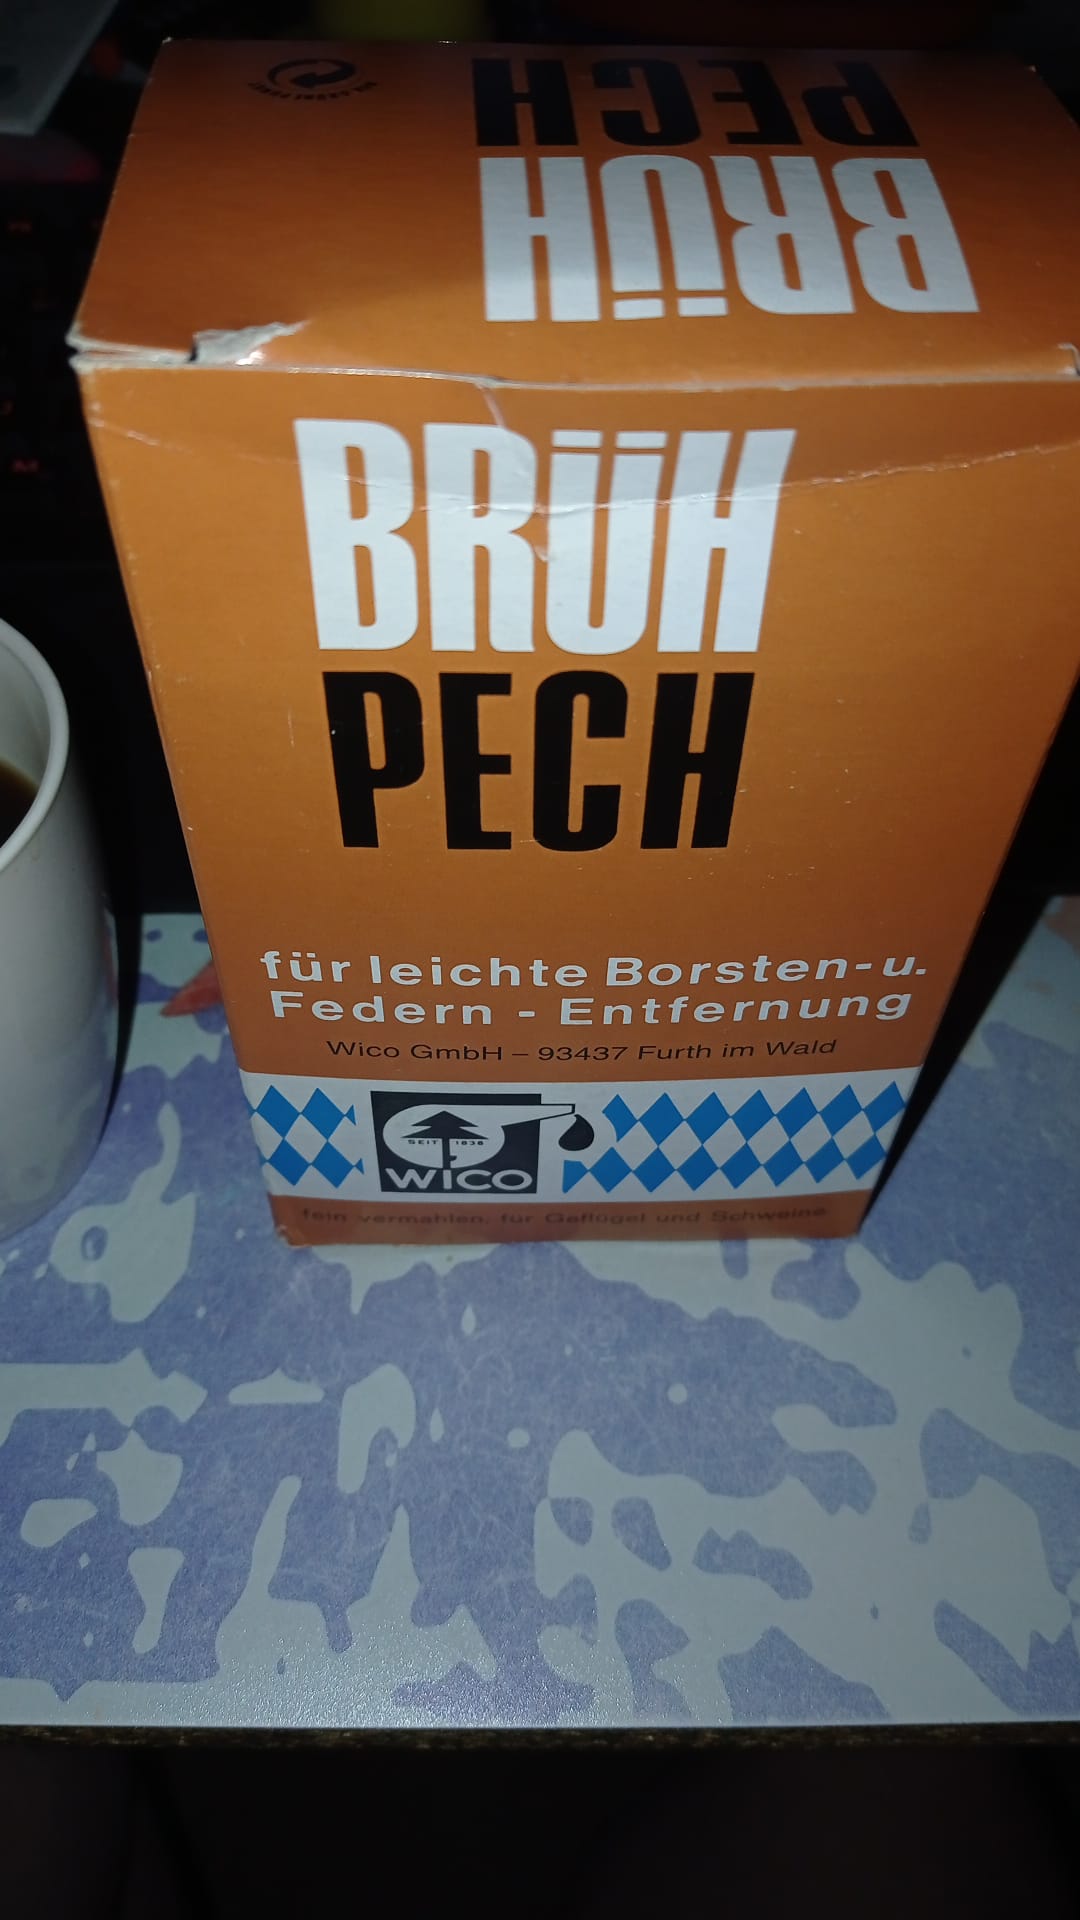 BRÜH
PECH
BRÜH
PECH
für leichte Borsten- u.
Federn - Entfernung
Wico GmbH – 93437 Furth im Wald
SEIT 1838
WICO
fein vermahlen, für Geflügel und Schweine